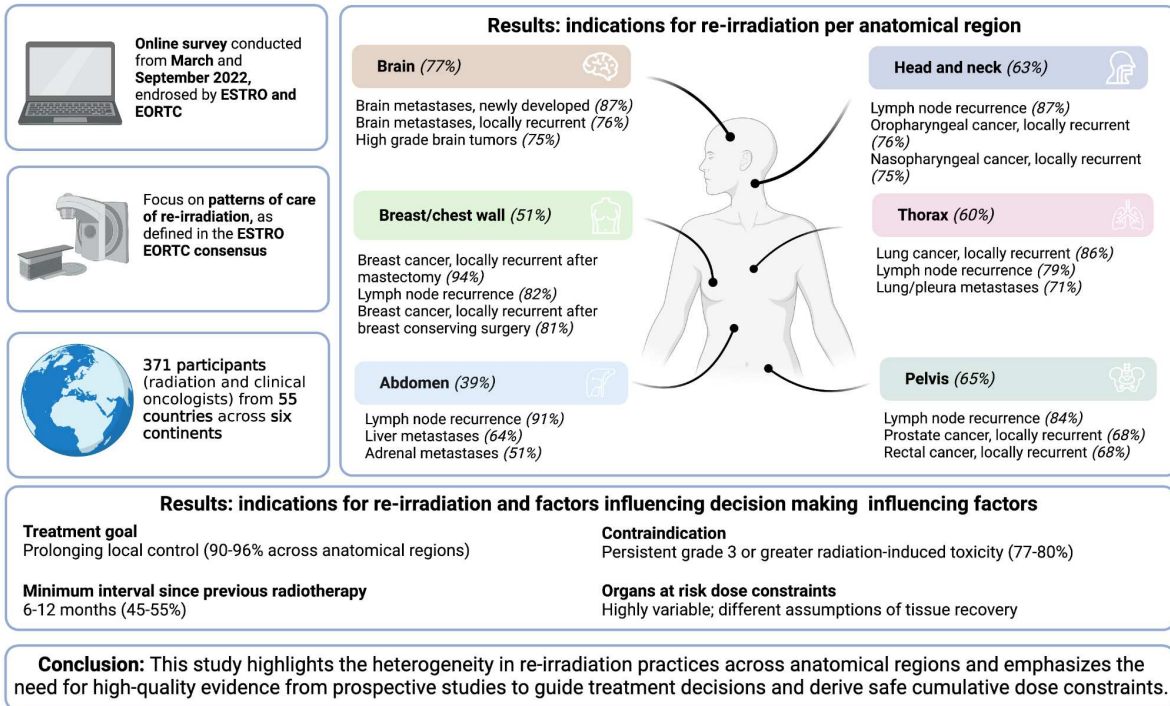 Online survey conducted
from March and
September 2022,
endrosed by ESTRO and
EORTC
Focus on patterns of care
of re-irradiation, as
defined in the ESTRO
EORTC consensus
371 participants
(radiation and clinical
oncologists) from 55
countries across six
continents
Results: indications for re-irradiation per anatomical region
Brain (77%)
Brain metastases, newly developed (87%)
Brain metastases, locally recurrent (76%)
High grade brain tumors (75%)
Head and neck (63%)
Lymph node recurrence (87%)
Oropharyngeal cancer, locally recurrent
(76%)
Nasopharyngeal cancer, locally recurrent
(75%)
Breast/chest wall (51%)
Breast cancer, locally recurrent after
mastectomy (94%)
Lymph node recurrence (82%)
Breast cancer, locally recurrent after
breast conserving surgery (81%)
Thorax (60%)
Lung cancer, locally recurrent (86%)
Lymph node recurrence (79%)
Lung/pleura metastases (71%)
Abdomen (39%)
Lymph node recurrence (91%)
Liver metastases (64%)
Adrenal metastases (51%)
Pelvis (65%)
Lymph node recurrence (84%)
Prostate cancer, locally recurrent (68%)
Rectal cancer, locally recurrent (68%)
Results: indications for re-irradiation and factors influencing decision making influencing factors
Treatment goal
Prolonging local control (90-96% across anatomical regions)
Minimum interval since previous radiotherapy
6-12 months (45-55%)
Contraindication
Persistent grade 3 or greater radiation-induced toxicity (77-80%)
Organs at risk dose constraints
Highly variable; different assumptions of tissue recovery
Conclusion: This study highlights the heterogeneity in re-irradiation practices across anatomical regions and emphasizes the
need for high-quality evidence from prospective studies to guide treatment decisions and derive safe cumulative dose constraints.